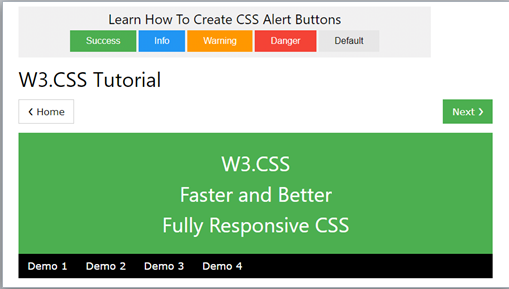 Learn How To Create CSS Alert Buttons
Success Info Warning Danger Default
W3.CSS Tutorial
❮ Home Next ❯
W3.CSS
Faster and Better
Fully Responsive CSS
Demo 1 Demo 2 Demo 3 Demo 4